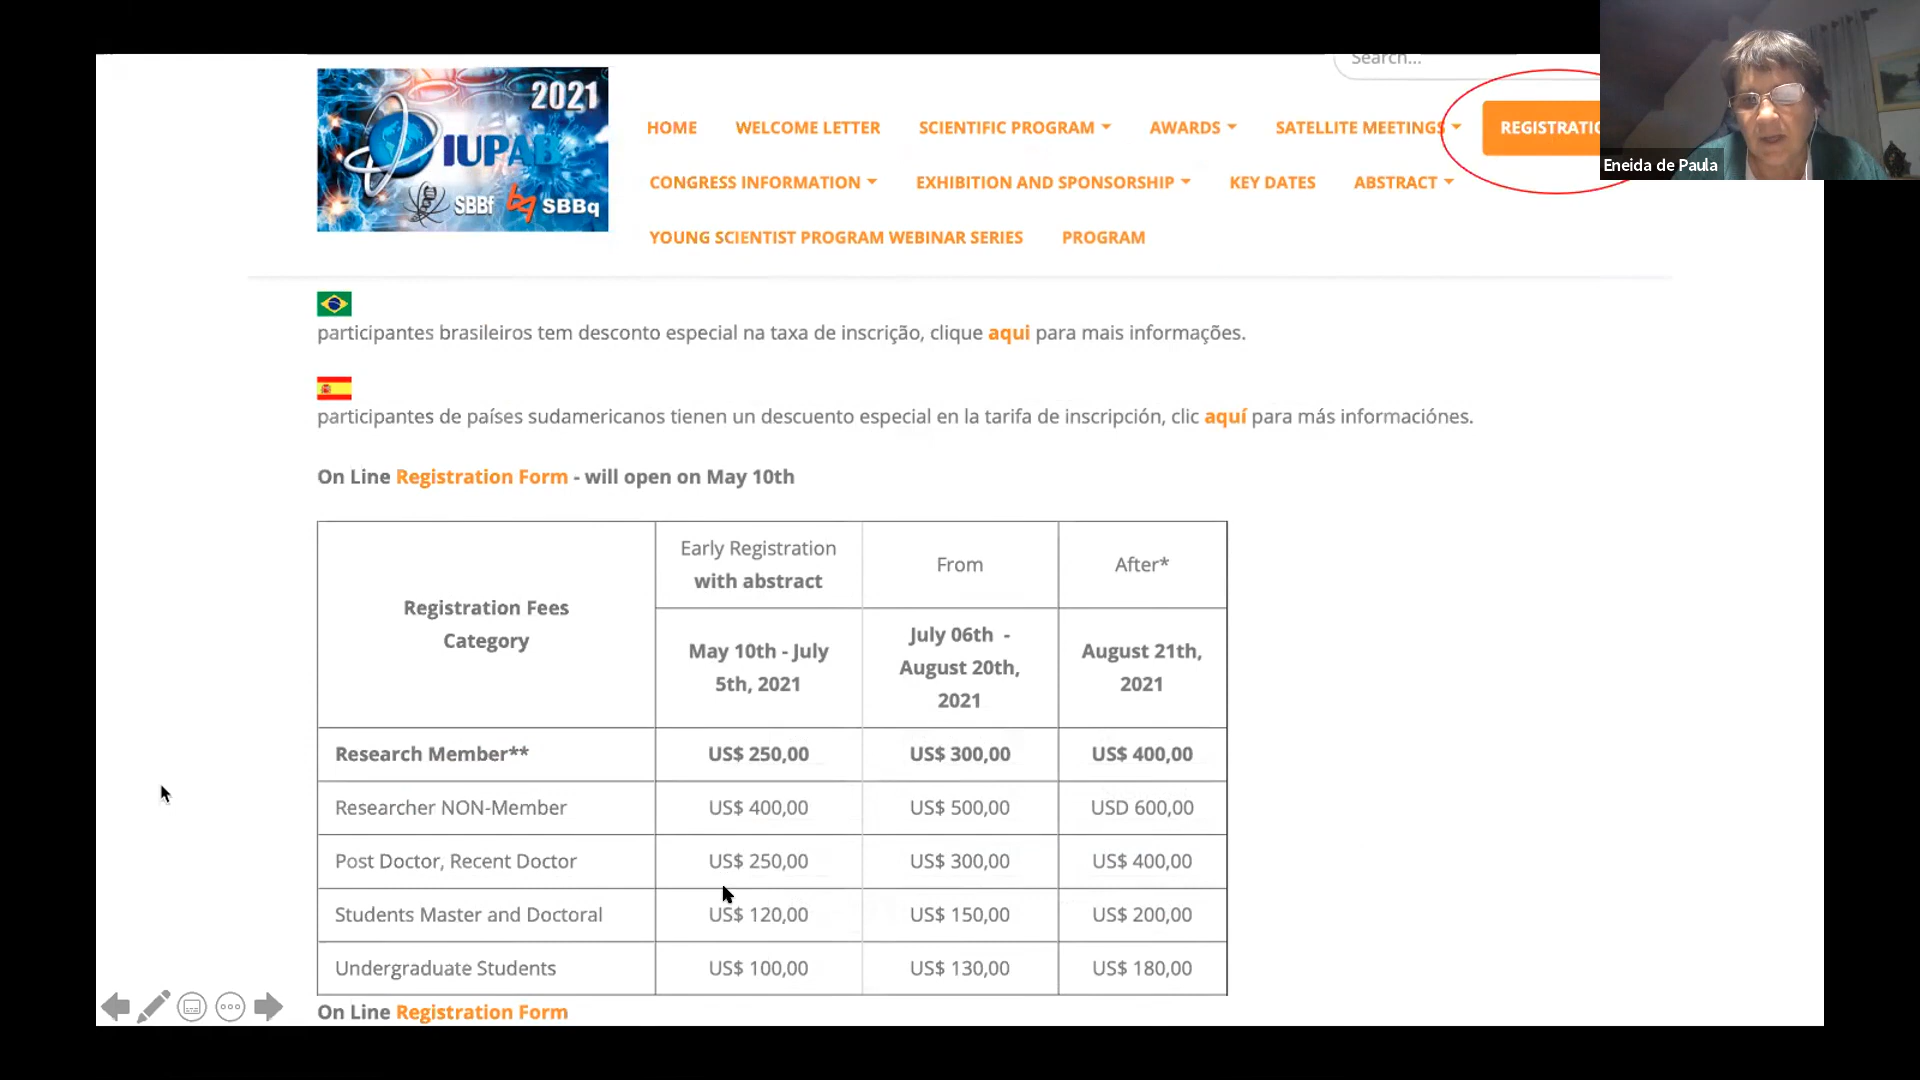 Search...
2021
IUPAB
SBBf
bq SBBq
HOME WELCOME LETTER SCIENTIFIC PROGRAM AWARDS SATELLITE MEETINGS REGISTRATIO
CONGRESS INFORMATION EXHIBITION AND SPONSORSHIP KEY DATES ABSTRACT
YOUNG SCIENTIST PROGRAM WEBINAR SERIES PROGRAM
Eneida de Paula
participantes brasileiros tem desconto especial na taxa de inscrição, clique aqui para mais informações.
participantes de países sudamericanos tienen un descuento especial en la tarifa de inscripción, clic aquí para más informaciónes.
On Line Registration Form - will open on May 10th
Registration Fees
Category
Early Registration
with abstract
From
After*
May 10th - July
5th, 2021
July 06th -
August 20th,
2021
August 21th,
2021
Research Member** US$ 250,00 US$ 300,00 US$ 400,00
Researcher NON-Member US$ 400,00 US$ 500,00 USD 600,00
Post Doctor, Recent Doctor US$ 250,00 US$ 300,00 US$ 400,00
Students Master and Doctoral US$ 120,00 US$ 150,00 US$ 200,00
Undergraduate Students US$ 100,00 US$ 130,00 US$ 180,00
On Line Registration Form